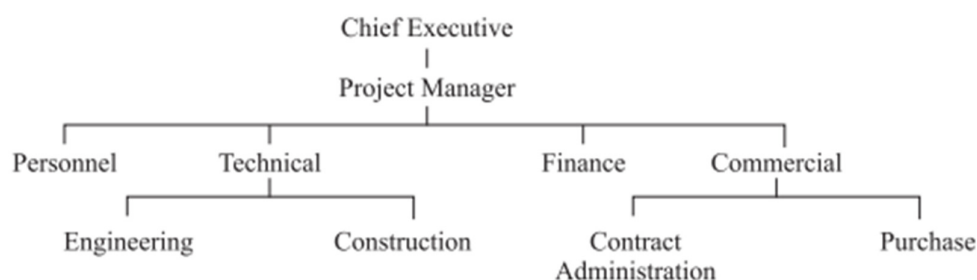 Chief Executive
Project Manager
Personnel
Technical
Finance
Commercial
Engineering
Construction
Contract
Administration
Purchase